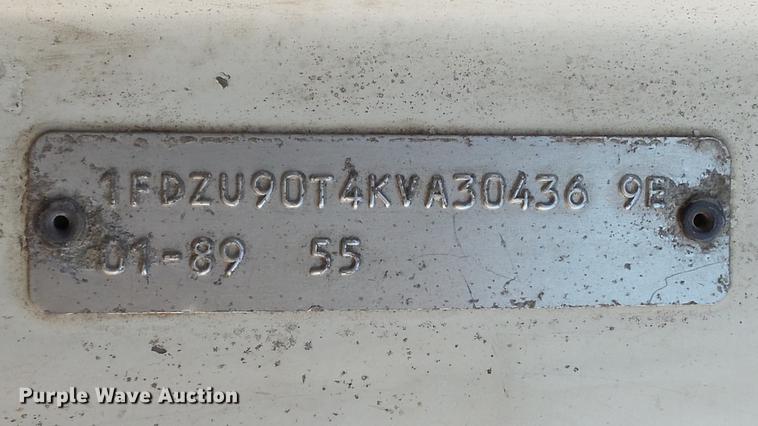 1FDZU90T4KVA30436 9E
01-89 55
Purple Wave Auction